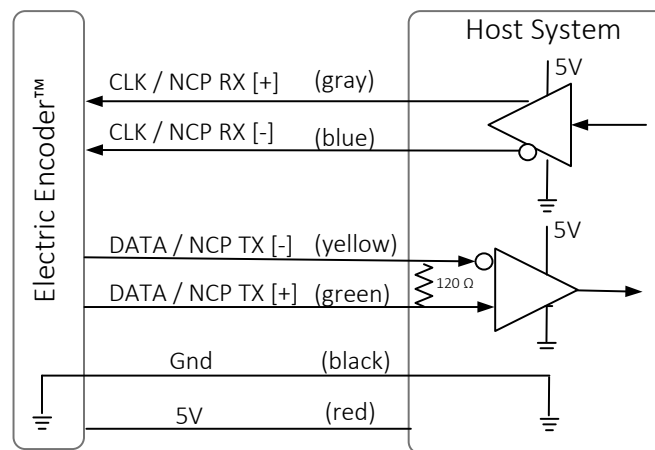 Host System
5V
CLK / NCP RX [+] (gray)
CLK / NCP RX [-] (blue)
Electric Encoder™
5V
DATA / NCP TX [-] (yellow)
120 Ω
DATA / NCP TX [+] (green)
Gnd (black)
5V (red)